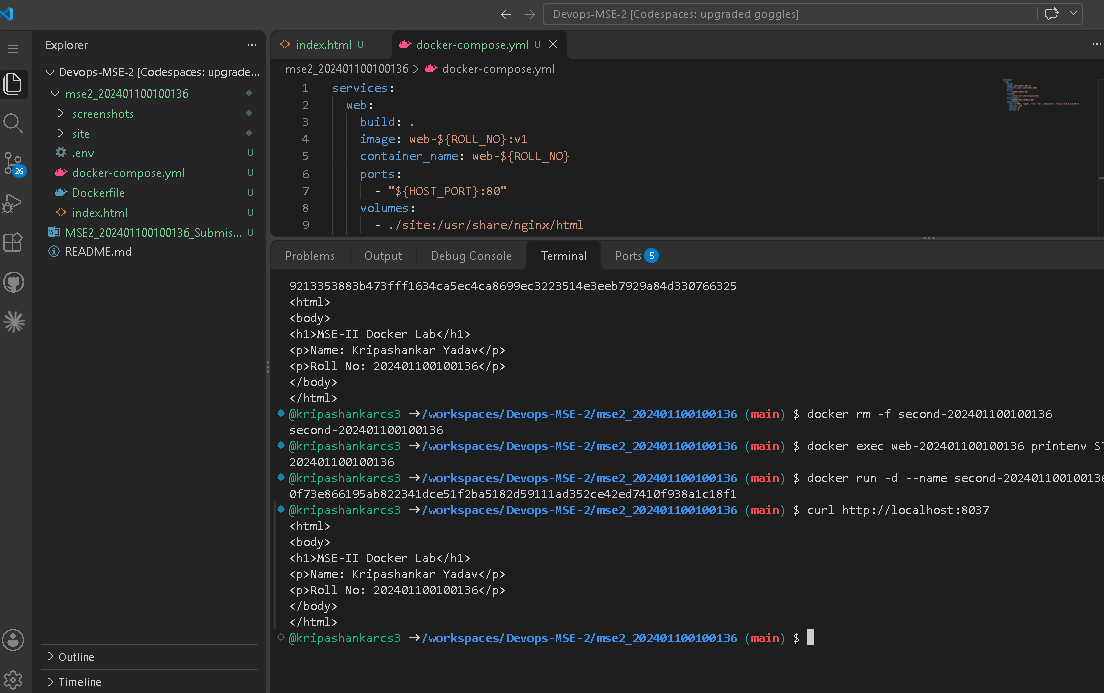 Devops-MSE-2 [Codespaces: upgraded goggles]
Explorer
Devops-MSE-2 [Codespaces: upgrade...
mse2_202401100100136
screenshots
site
.env U
docker-compose.yml U
Dockerfile U
index.html U
MSE2_202401100100136_Submis... U
README.md
26
Outline
Timeline
index.html U
docker-compose.yml U
mse2_202401100100136 > docker-compose.yml
1 services:
2 web:
3 build: .
4 image: web-${ROLL_NO}:v1
5 container_name: web-${ROLL_NO}
6 ports:
7 - "${HOST_PORT}:80"
8 volumes:
9 - ./site:/usr/share/nginx/html
Problems Output Debug Console Terminal Ports 5
9213353883b473fff1634ca5ec4ca8699ec3223514e3eeb7929a84d330766325
<html>
<body>
<h1>MSE-II Docker Lab</h1>
<p>Name: Kripashankar Yadav</p>
<p>Roll No: 202401100100136</p>
</body>
</html>
@kripashankarcs3 →/workspaces/Devops-MSE-2/mse2_202401100100136 (main) $ docker rm -f second-202401100100136
second-202401100100136
@kripashankarcs3 →/workspaces/Devops-MSE-2/mse2_202401100100136 (main) $ docker exec web-202401100100136 printenv S
202401100100136
@kripashankarcs3 →/workspaces/Devops-MSE-2/mse2_202401100100136 (main) $ docker run -d --name second-202401100100136
0f73e866195ab822341dce51f2ba5182d59111ad352ce42ed7410f938a1c18f1
@kripashankarcs3 →/workspaces/Devops-MSE-2/mse2_202401100100136 (main) $ curl http://localhost:8037
<html>
<body>
<h1>MSE-II Docker Lab</h1>
<p>Name: Kripashankar Yadav</p>
<p>Roll No: 202401100100136</p>
</body>
</html>
@kripashankarcs3 →/workspaces/Devops-MSE-2/mse2_202401100100136 (main) $